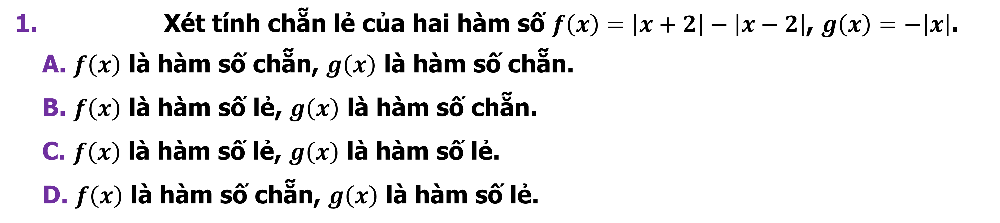 1. Xét tính chẵn lẻ của hai hàm số f(x) = |x + 2| − |x − 2|, g(x) = −|x|.
A. f(x) là hàm số chẵn, g(x) là hàm số chẵn.
B. f(x) là hàm số lẻ, g(x) là hàm số chẵn.
C. f(x) là hàm số lẻ, g(x) là hàm số lẻ.
D. f(x) là hàm số chẵn, g(x) là hàm số lẻ.